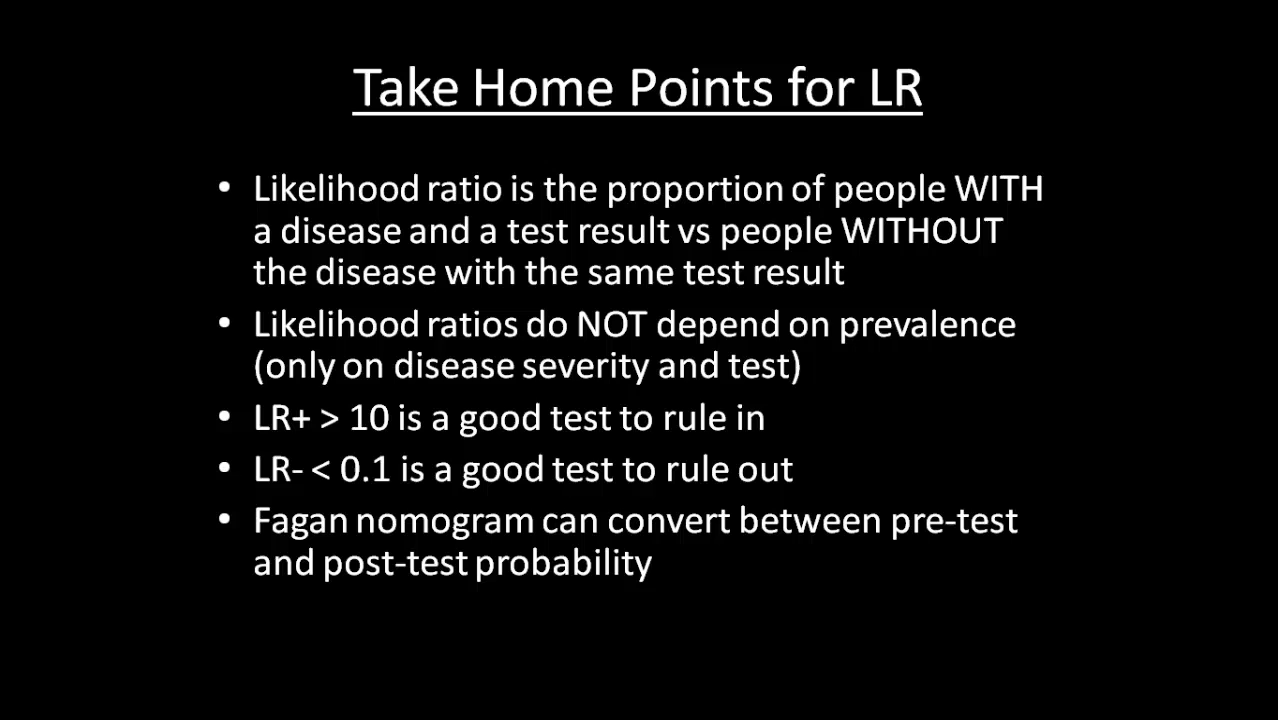 Take Home Points for LR
• Likelihood ratio is the proportion of people WITH
a disease and a test result vs people WITHOUT
the disease with the same test result
• Likelihood ratios do NOT depend on prevalence
(only on disease severity and test)
• LR+ > 10 is a good test to rule in
• LR- < 0.1 is a good test to rule out
• Fagan nomogram can convert between pre-test
and post-test probability